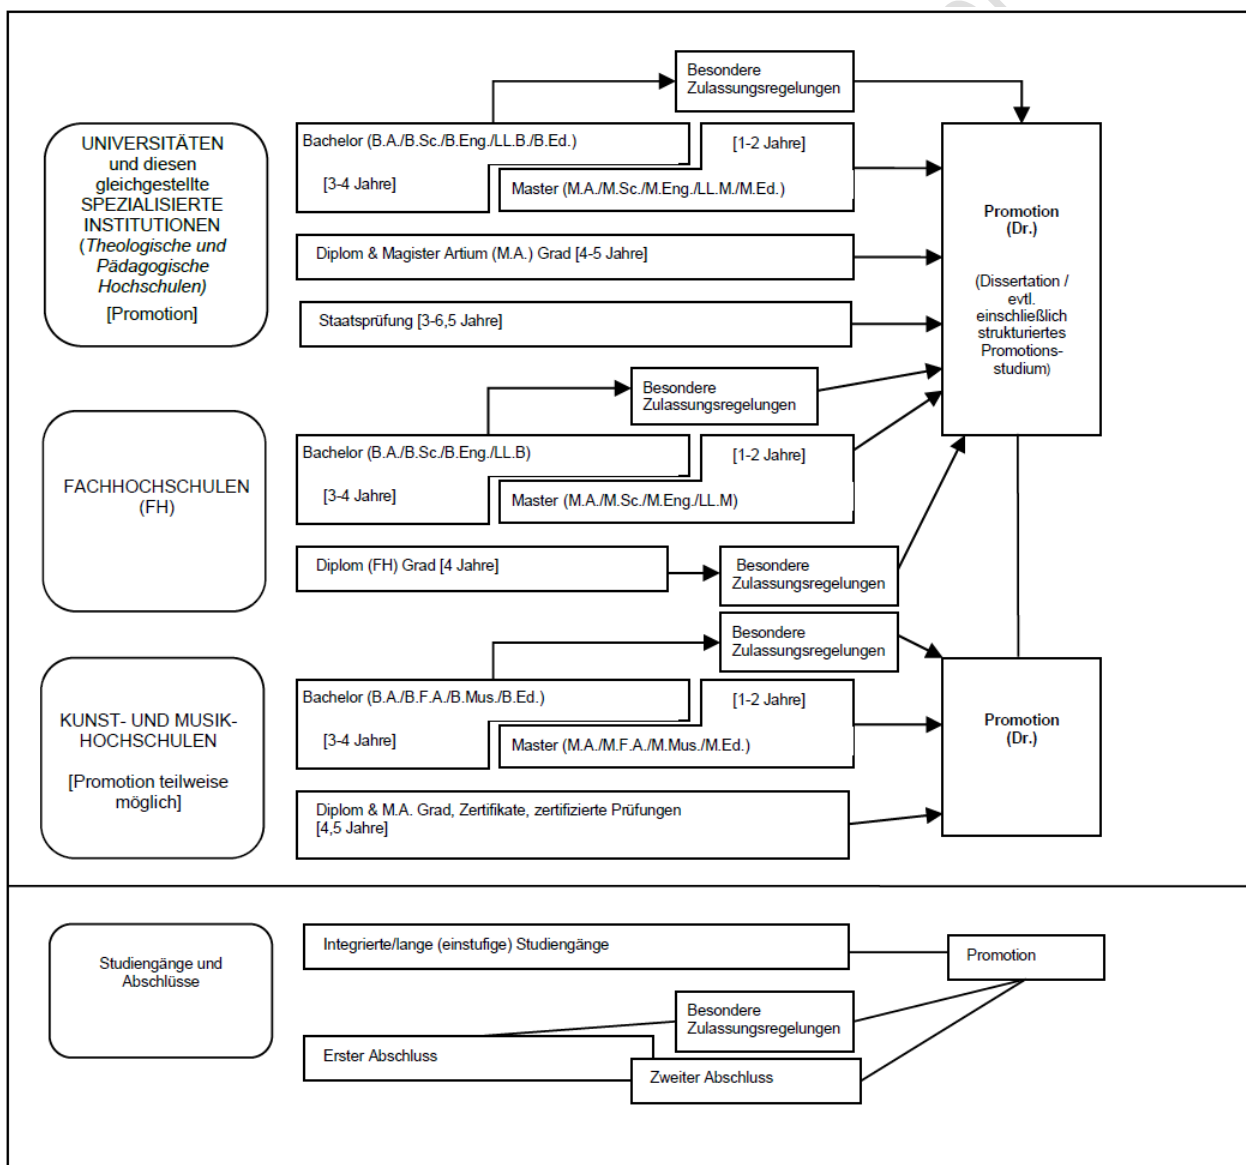 Besondere
Zulassungsregelungen
UNIVERSITÄTEN
und diesen
gleichgestellte
SPEZIALISIERTE
INSTITUTIONEN
(Theologische und
Pädagogische
Hochschulen)
[Promotion]
Bachelor (B.A./B.Sc./B.Eng./LL.B./B.Ed.)
[3-4 Jahre]
[1-2 Jahre]
Master (M.A./M.Sc./M.Eng./LL.M./M.Ed.)
Diplom & Magister Artium (M.A.) Grad [4-5 Jahre]
Staatsprüfung [3-6,5 Jahre]
Promotion
(Dr.)
(Dissertation /
evtl.
einschließlich
strukturiertes
Promotions-
studium)
FACHHOCHSCHULEN
(FH)
Besondere
Zulassungsregelungen
Bachelor (B.A./B.Sc./B.Eng./LL.B)
[3-4 Jahre]
[1-2 Jahre]
Master (M.A./M.Sc./M.Eng./LL.M)
Diplom (FH) Grad [4 Jahre]
Besondere
Zulassungsregelungen
KUNST- UND MUSIK-
HOCHSCHULEN
[Promotion teilweise
möglich]
Besondere
Zulassungsregelungen
Bachelor (B.A./B.F.A./B.Mus./B.Ed.)
[3-4 Jahre]
[1-2 Jahre]
Master (M.A./M.F.A./M.Mus./M.Ed.)
Diplom & M.A. Grad, Zertifikate, zertifizierte Prüfungen
[4,5 Jahre]
Promotion
(Dr.)
Studiengänge und
Abschlüsse
Integrierte/lange (einstufige) Studiengänge
Promotion
Besondere
Zulassungsregelungen
Erster Abschluss
Zweiter Abschluss